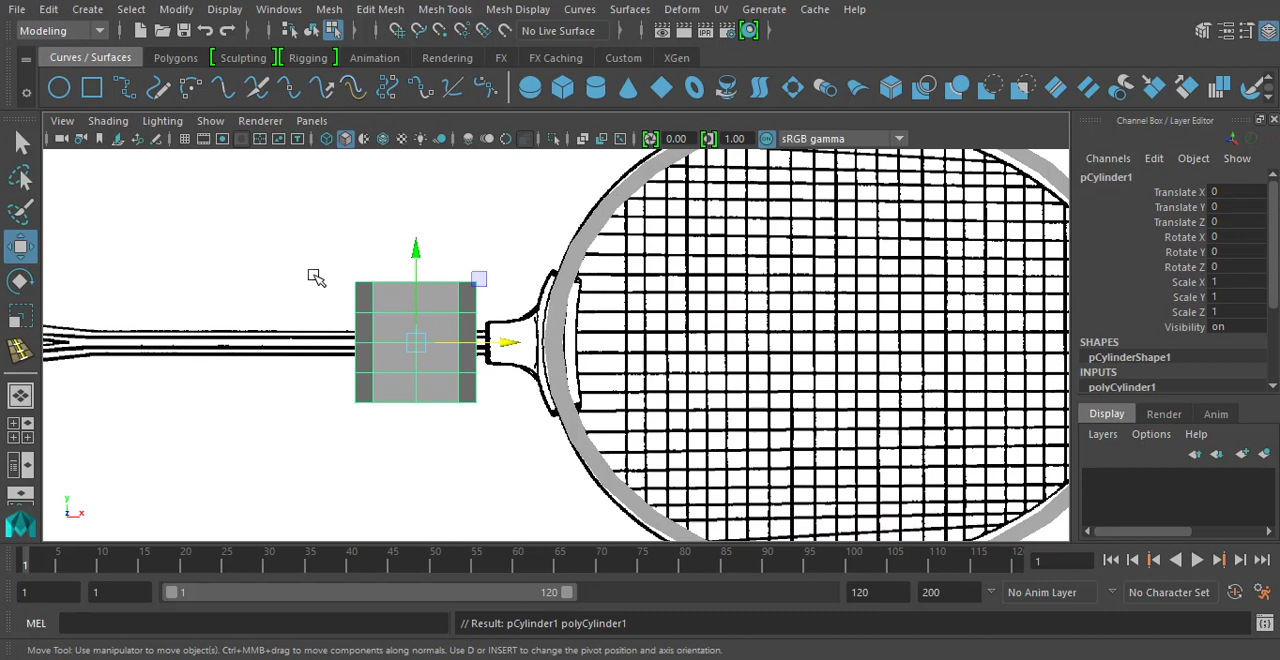 File Edit Create Select Modify Display Windows Mesh Edit Mesh Mesh Tools Mesh Display Curves Surfaces Deform UV Generate Cache Help
Modeling No Live Surface
Curves / Surfaces Polygons Sculpting Rigging Animation Rendering FX FX Caching Custom XGen
View Shading Lighting Show Renderer Panels
0.00 1.00 ON sRGB gamma
Channel Box / Layer Editor
Channels Edit Object Show
pCylinder1
Translate X 0
Translate Y 0
Translate Z 0
Rotate X 0
Rotate Y 0
Rotate Z 0
Scale X 1
Scale Y 1
Scale Z 1
Visibility on
SHAPES
pCylinderShape1
INPUTS
polyCylinder1
Display Render Anim
Layers Options Help
y
z x
5 10 15 20 25 30 35 40 45 50 55 60 65 70 75 80 85 90 95 100 105 110 115 12
1 1
1 1 1 120 120 200 No Anim Layer No Character Set
MEL // Result: pCylinder1 polyCylinder1
Move Tool: Use manipulator to move object(s). Ctrl+MMB+drag to move components along normals. Use D or INSERT to change the pivot position and axis orientation.